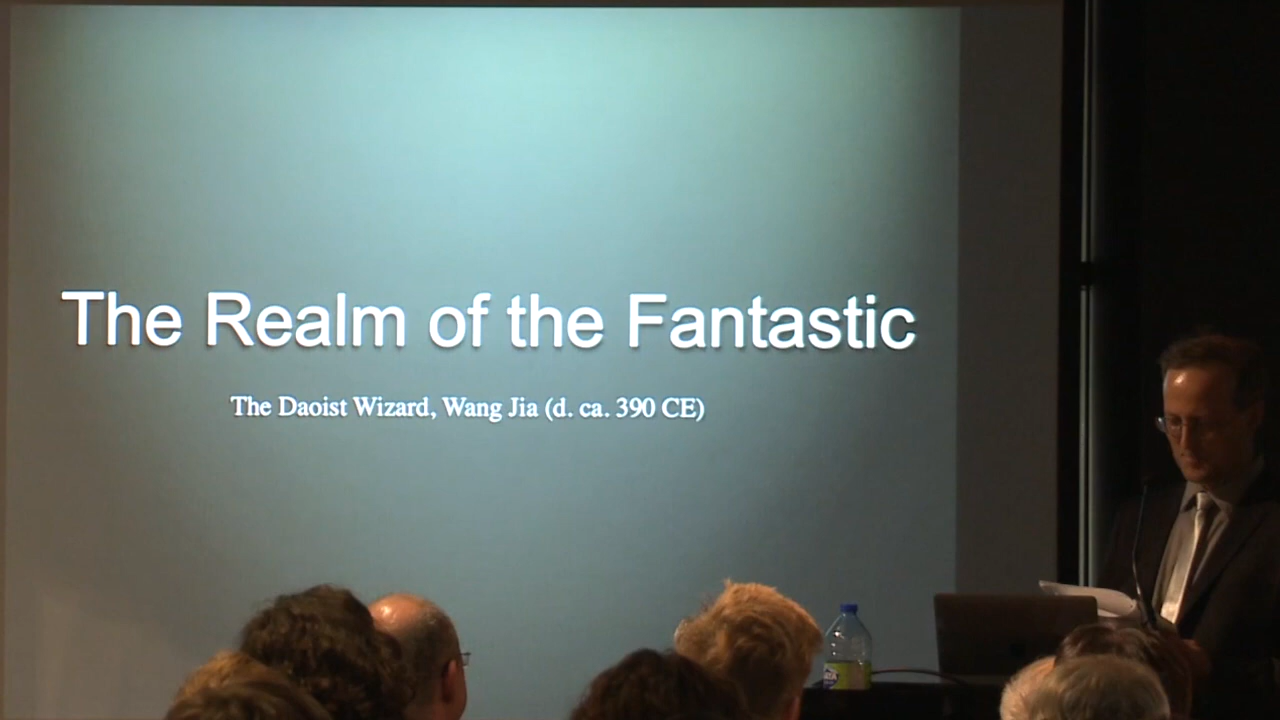 The Realm of the Fantastic
The Daoist Wizard, Wang Jia (d. ca. 390 CE)